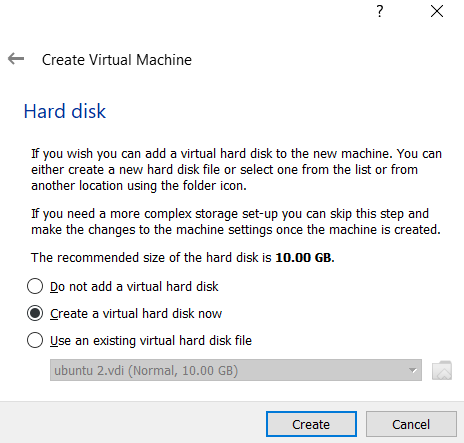 ?
Create Virtual Machine
Hard disk
If you wish you can add a virtual hard disk to the new machine. You can
either create a new hard disk file or select one from the list or from
another location using the folder icon.
If you need a more complex storage set-up you can skip this step and
make the changes to the machine settings once the machine is created.
The recommended size of the hard disk is 10.00 GB.
Do not add a virtual hard disk
Create a virtual hard disk now
Use an existing virtual hard disk file
ubuntu 2.vdi (Normal, 10.00 GB)
Create Cancel